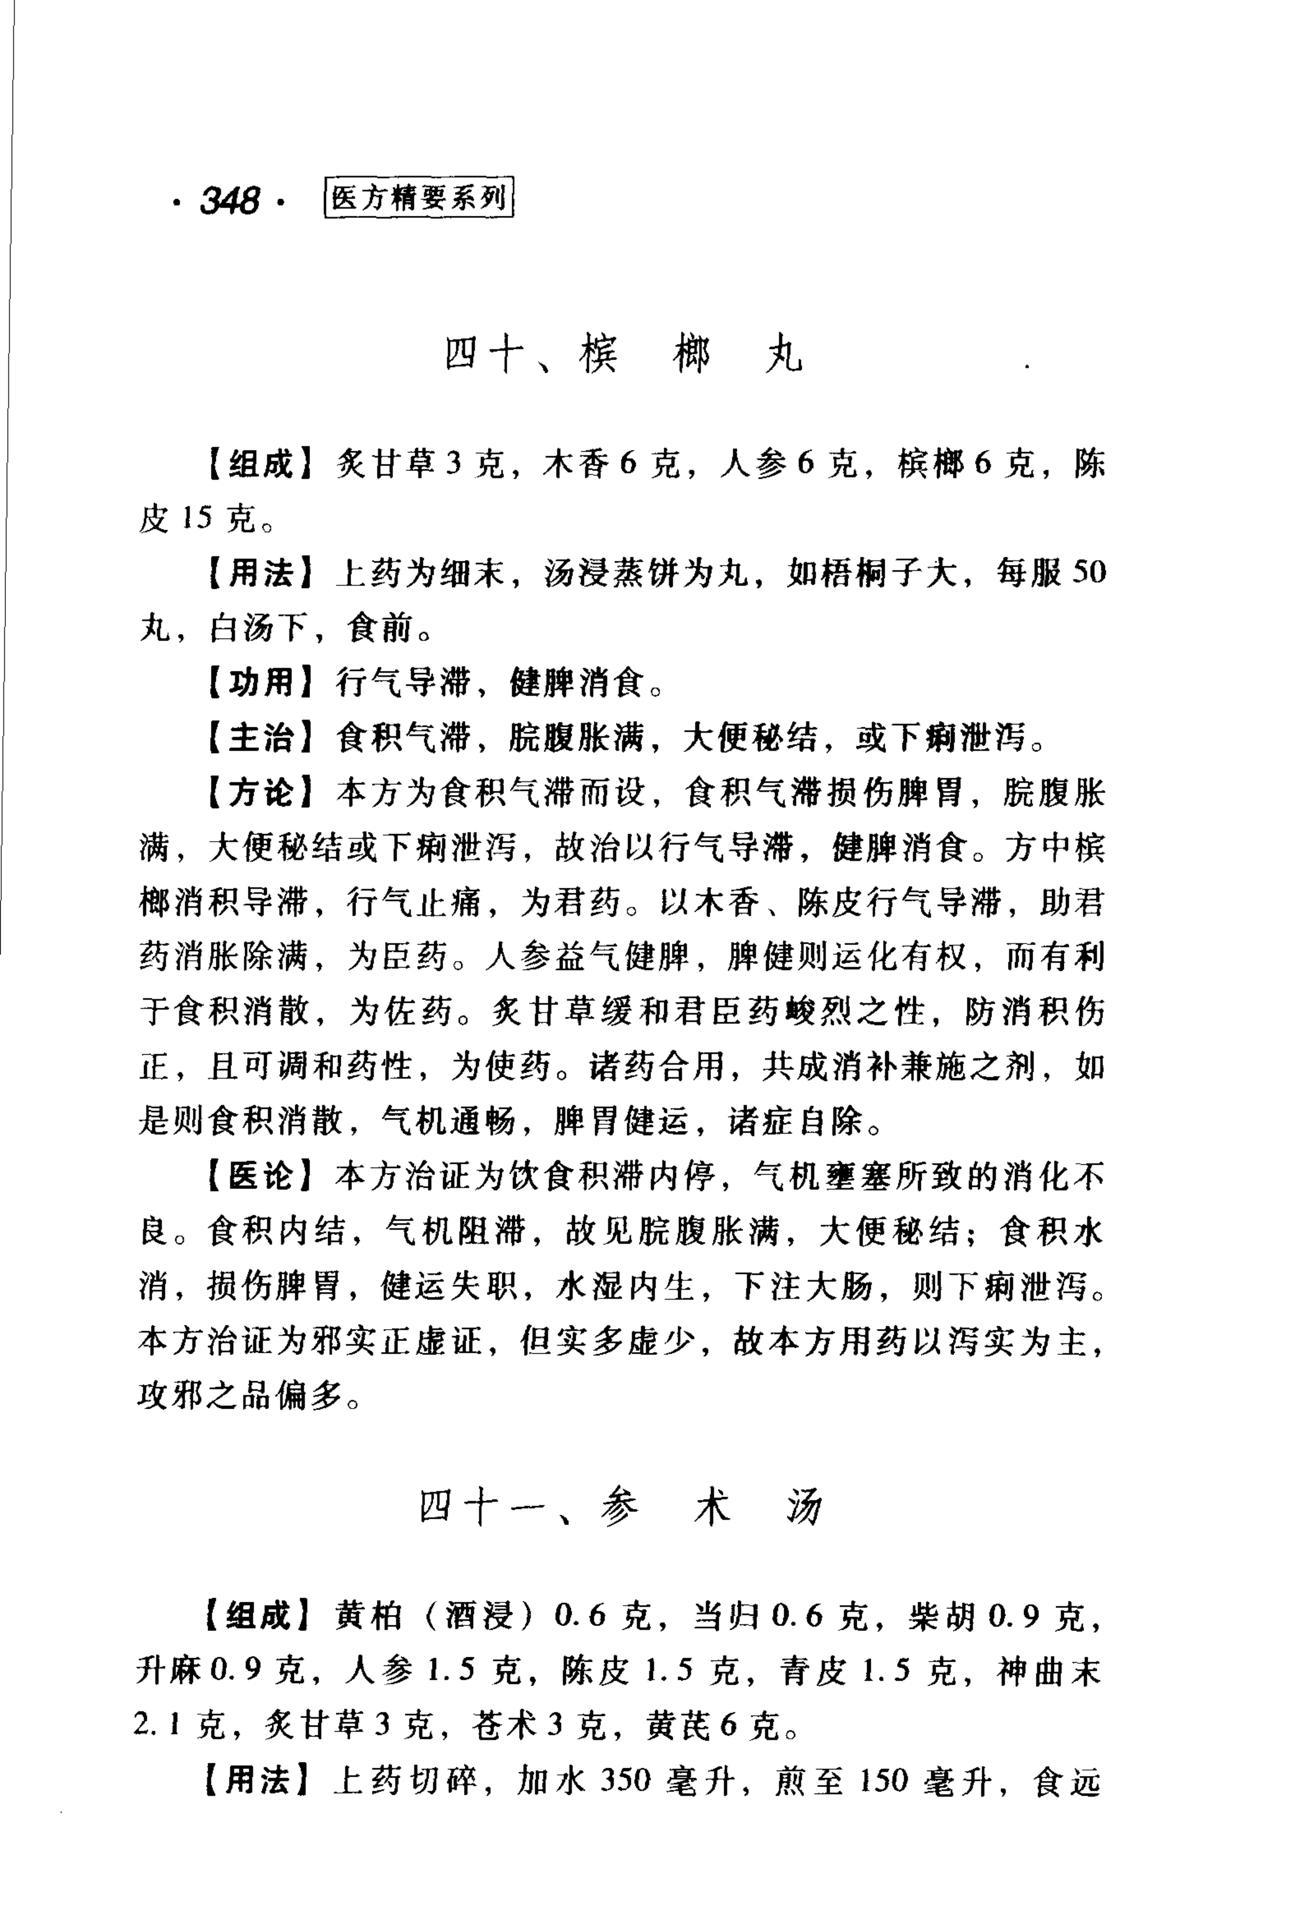 ·348· 医方精要系列
四十、槟榔丸
【组成】炙甘草3克，木香6克，人参6克，槟榔6克，陈
皮15克。
【用法】上药为细末，汤浸蒸饼为丸，如梧桐子大，每服50
丸，白汤下，食前。
【功用】行气导滞，健脾消食。
【主治】食积气滞，脘腹胀满，大便秘结，或下痢泄泻。
【方论】本方为食积气滞而设，食积气滞损伤脾胃，脘腹胀
满，大便秘结或下痢泄泻，故治以行气导滞，健脾消食。方中槟
榔消积导滞，行气止痛，为君药。以木香、陈皮行气导滞，助君
药消胀除满，为臣药。人参益气健脾，脾健则运化有权，而有利
于食积消散，为佐药。炙甘草缓和君臣药峻烈之性，防消积伤
正，且可调和药性，为使药。诸药合用，共成消补兼施之剂，如
是则食积消散，气机通畅，脾胃健运，诸症自除。
【医论】本方治证为饮食积滞内停，气机壅塞所致的消化不
良。食积内结，气机阻滞，故见脘腹胀满，大便秘结；食积水
消，损伤脾胃，健运失职，水湿内生，下注大肠，则下痢泄泻。
本方治证为邪实正虚证，但实多虚少，故本方用药以泻实为主，
攻邪之品偏多。
四十一、参术汤
【组成】黄柏（酒浸）0.6克，当归0.6克，柴胡0.9克，
升麻0.9克，人参1.5克，陈皮1.5克，青皮1.5克，神曲末
2.1克，炙甘草3克，苍术3克，黄芪6克。
【用法】上药切碎，加水350毫升，煎至150毫升，食远